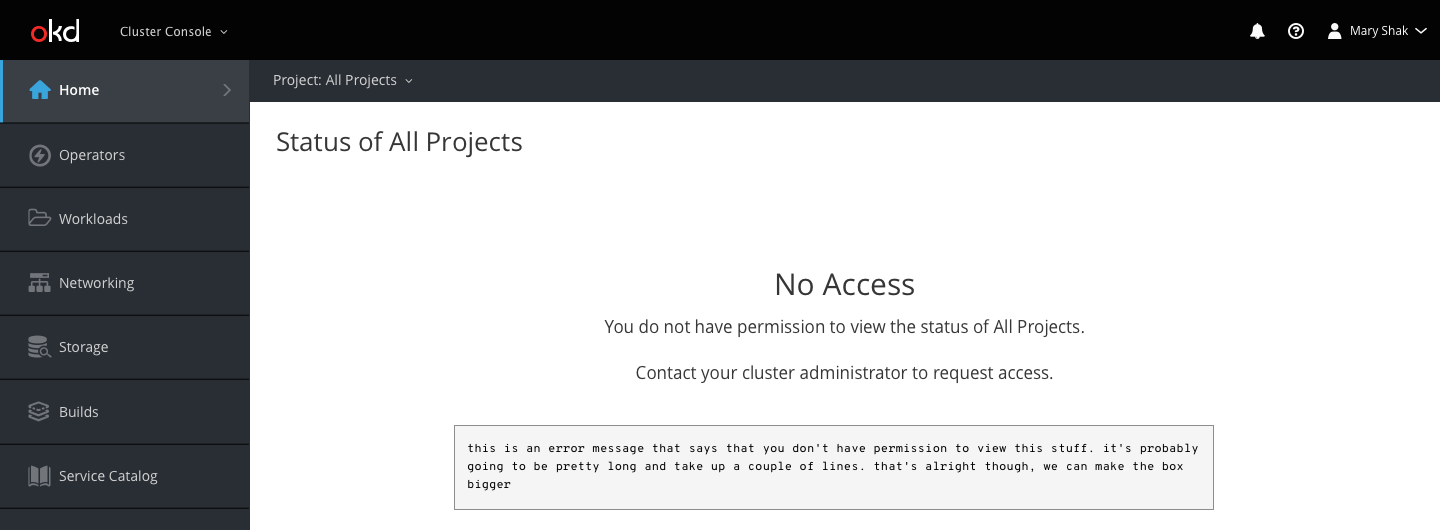 okd
Cluster Console
Mary Shak
Home
Project: All Projects
Status of All Projects
Operators
Workloads
Networking
Storage
Builds
Service Catalog
No Access
You do not have permission to view the status of All Projects.
Contact your cluster administrator to request access.
this is an error message that says that you don't have permission to view this stuff. it's probably
going to be pretty long and take up a couple of lines. that's alright though, we can make the box
bigger